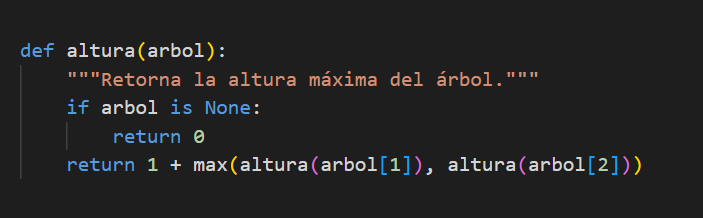 def altura(arbol):
    """Retorna la altura máxima del árbol."""
    if arbol is None:
        return 0
    return 1 + max(altura(arbol[1]), altura(arbol[2]))